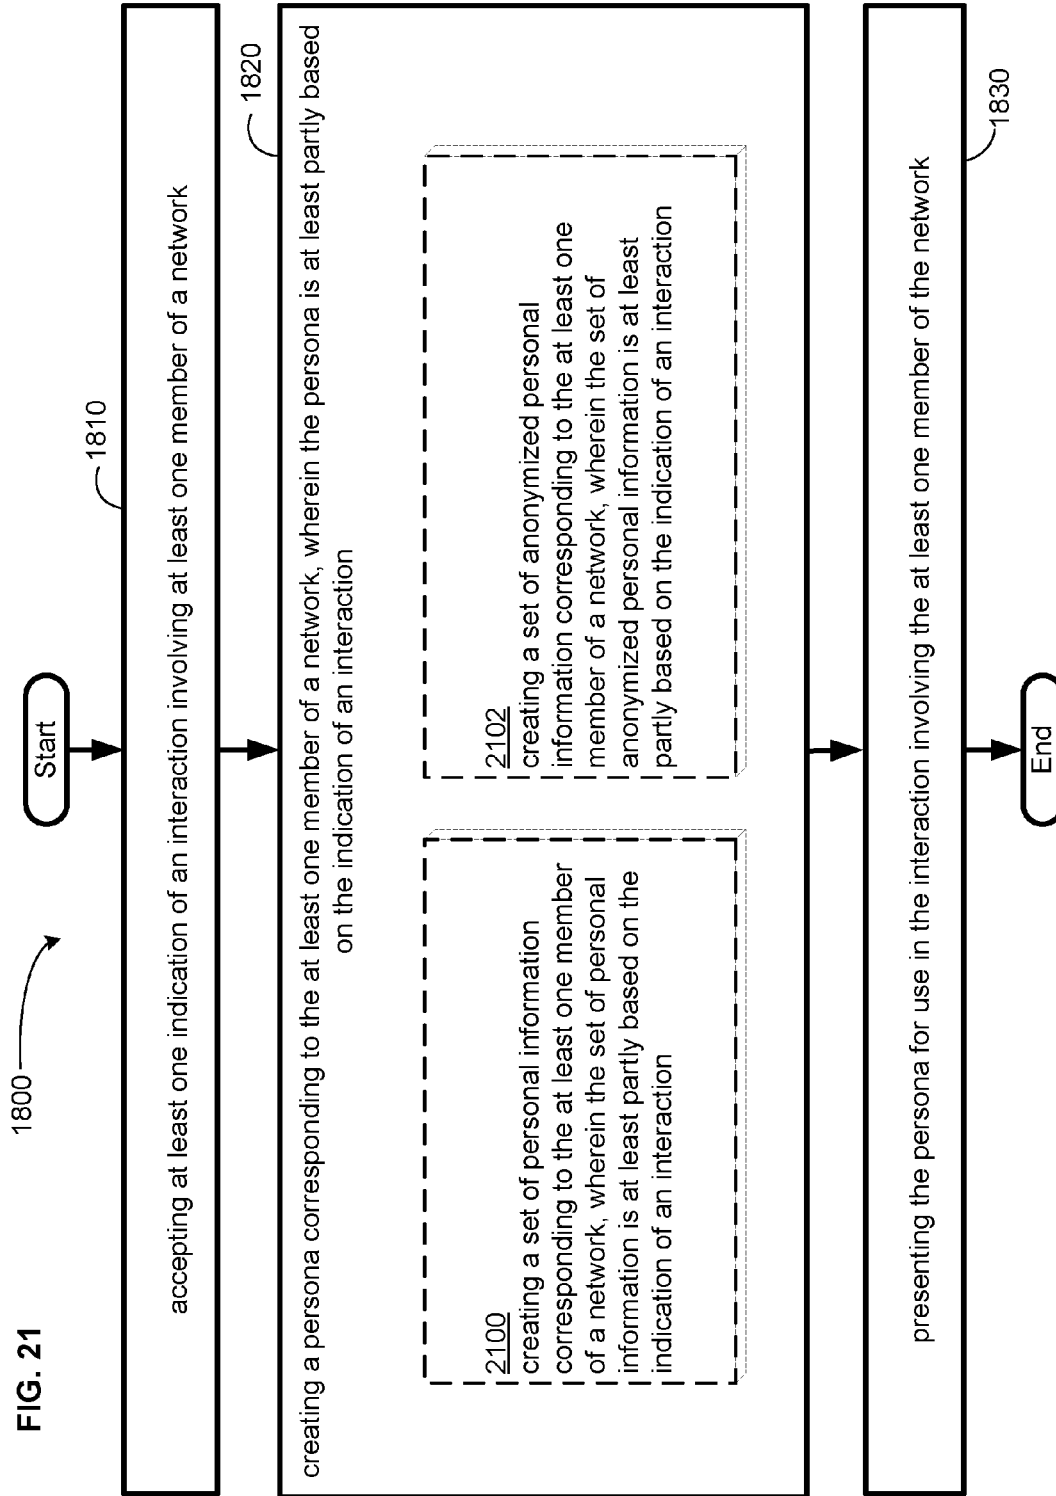 FIG. 21
1800
Start
1810
accepting at least one indication of an interaction involving at least one member of a network
1820
creating a persona corresponding to the at least one member of a network, wherein the persona is at least partly based
on the indication of an interaction
2100
creating a set of personal information
corresponding to the at least one member
of a network, wherein the set of personal
information is at least partly based on the
indication of an interaction
2102
creating a set of anonymized personal
information corresponding to the at least one
member of a network, wherein the set of
anonymized personal information is at least
partly based on the indication of an interaction
1830
presenting the persona for use in the interaction involving the at least one member of the network
End